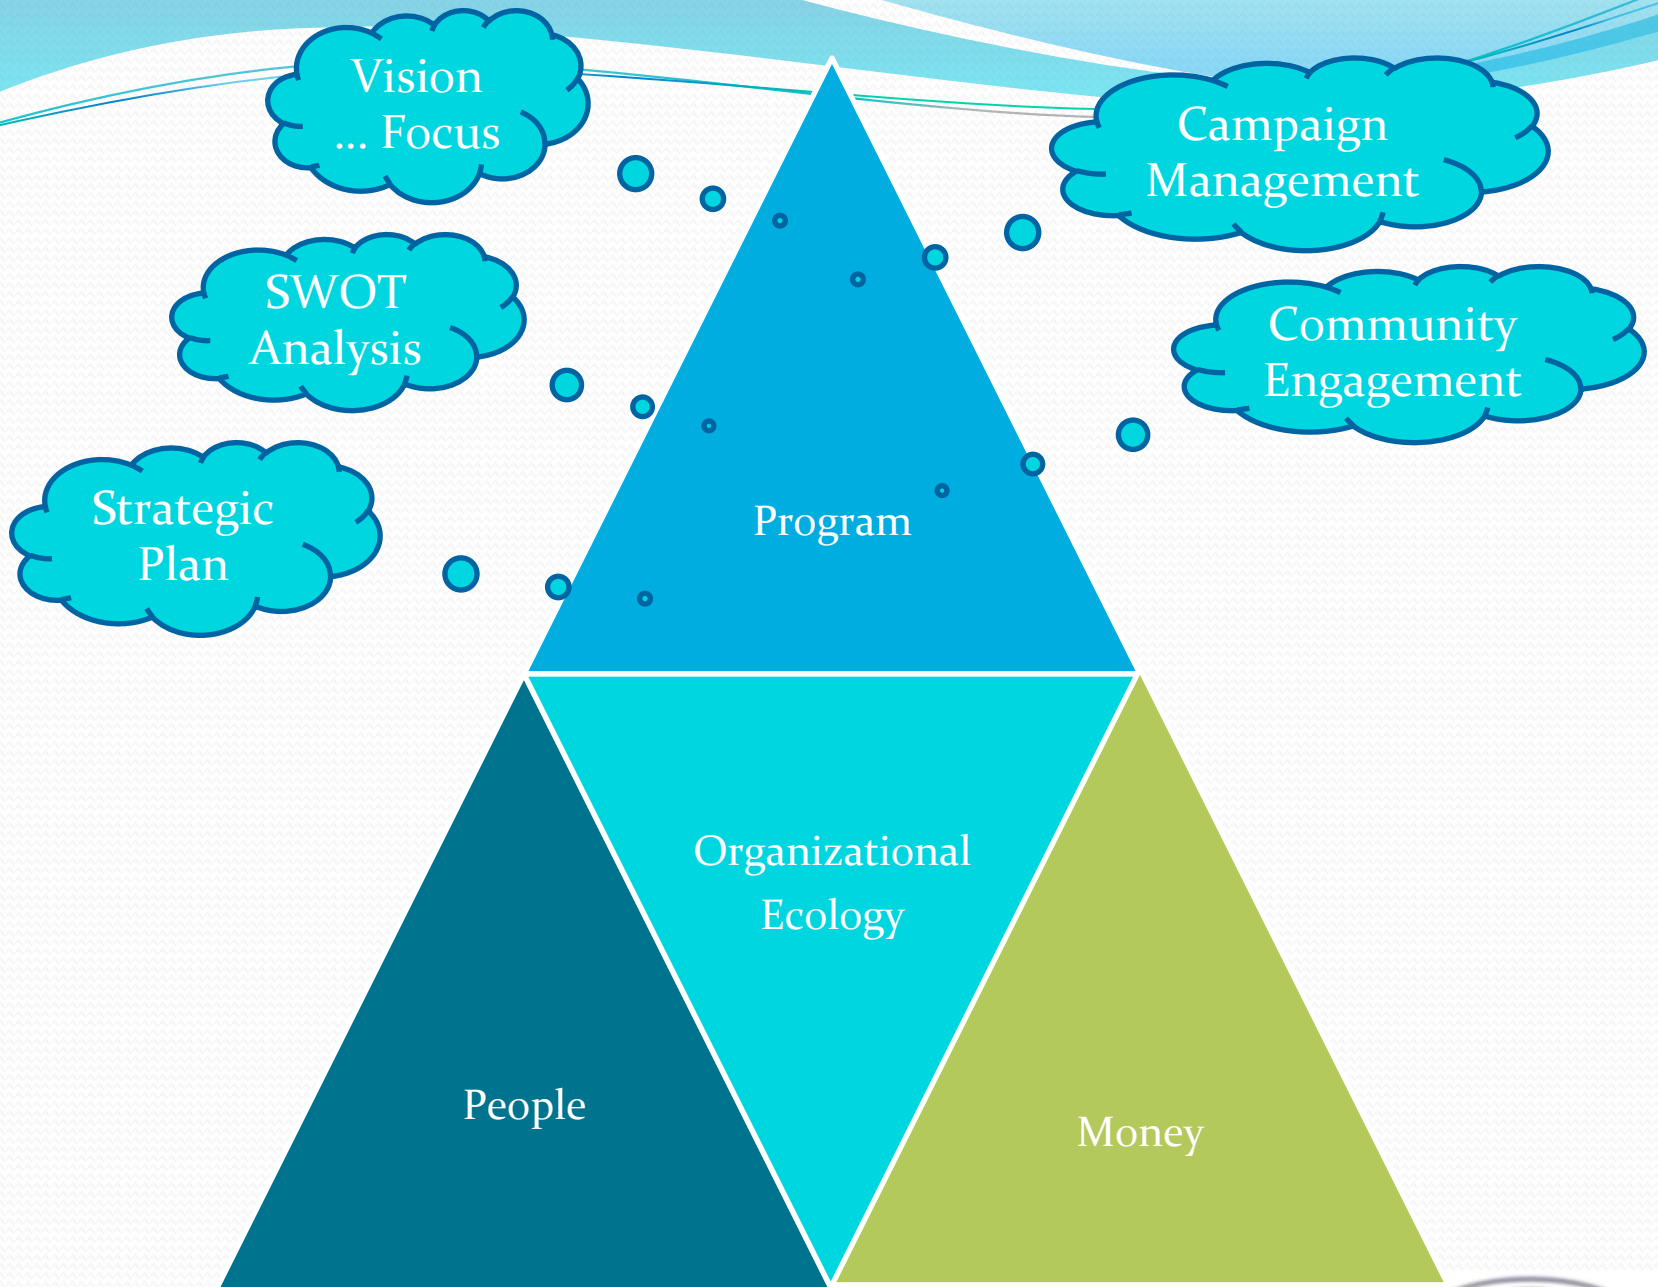 Vision
... Focus
Campaign
Management
SWOT
Analysis
Community
Engagement
Strategic
Plan
Program
Organizational
Ecology
People
Money